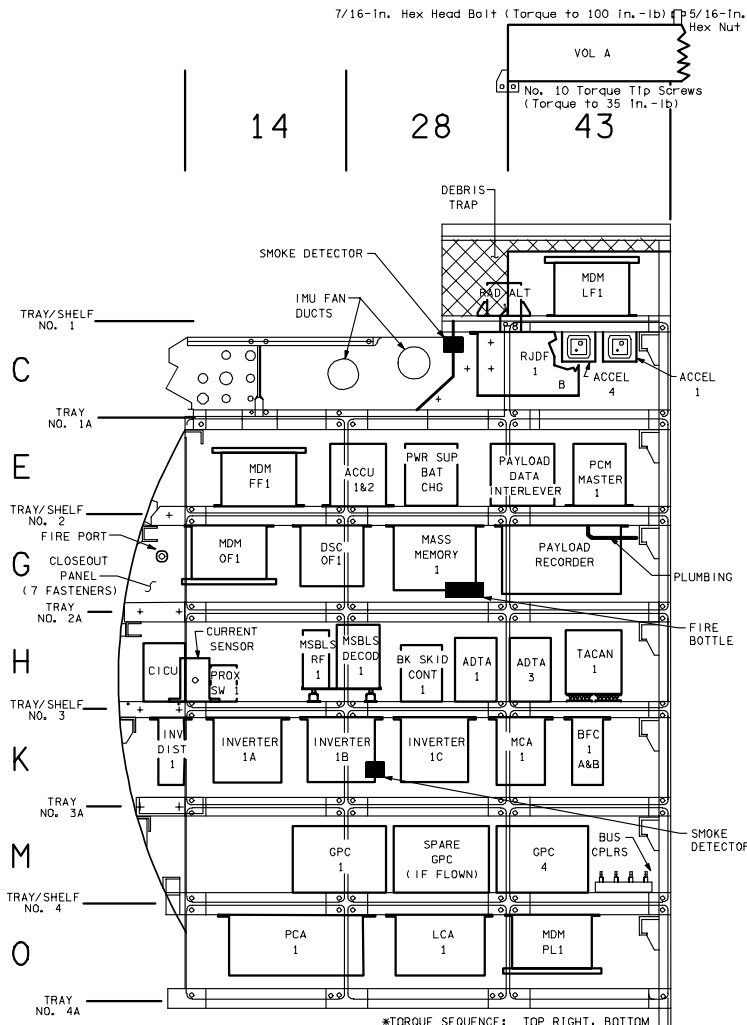 7/16-in. Hex Head Bolt (Torque to 100 in.-lb)
5/16-in.
Hex Nut
VOL A
No. 10 Torque Tip Screws
(Torque to 35 in.-lb)
14
28
43
DEBRIS
TRAP
SMOKE DETECTOR
IMU FAN
DUCTS
RAD ALT
MDM
LF1
TRAY/SHELF
NO. 1
C
RJDF
1
B
ACCEL
4
ACCEL
1
TRAY
NO. 1A
E
MDM
FF1
ACCU
1&2
PWR SUP
BAT
CHG
PAYLOAD
DATA
INTERLEVER
PCM
MASTER
1
TRAY/SHELF
NO. 2
FIRE PORT
G
CLOSEOUT
PANEL
(7 FASTENERS)
MDM
OF1
DSC
OF1
MASS
MEMORY
1
PAYLOAD
RECORDER
PLUMBING
TRAY
NO. 2A
FIRE
BOTTLE
H
CURRENT
SENSOR
CICU
PROX
SW 1
MSBLS
RF
1
MSBLS
DECOD
1
BK SKID
CONT
1
ADTA
1
ADTA
3
TACAN
1
TRAY/SHELF
NO. 3
K
INV
DIST
1
INVERTER
1A
INVERTER
1B
INVERTER
1C
MCA
1
BFC
1
A&B
TRAY
NO. 3A
SMOKE
DETECTOR
M
GPC
1
SPARE
GPC
(IF FLOWN)
GPC
4
BUS
CPLRS
TRAY/SHELF
NO. 4
O
PCA
1
LCA
1
MDM
PL1
TRAY
NO. 4A
*TORQUE SEQUENCE: TOP RIGHT, BOTTOM